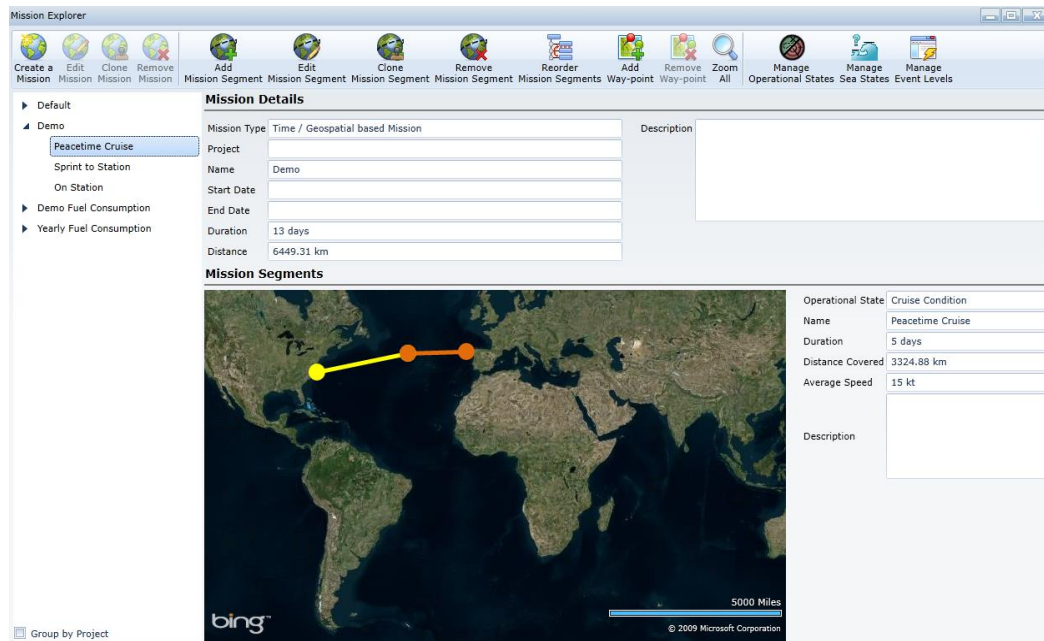 Mission Explorer
Create a Mission
Edit Mission
Clone Mission
Remove Mission
Add Mission Segment
Edit Mission Segment
Clone Mission Segment
Remove Mission Segment
Reorder Mission Segments
Add Way-point
Remove Way-point
Zoom All
Manage Operational States
Manage Sea States
Manage Event Levels
Default
Demo
Peacetime Cruise
Sprint to Station
On Station
Demo Fuel Consumption
Yearly Fuel Consumption
Group by Project
Mission Details
Mission Type Time / Geospatial based Mission
Project
Name Demo
Start Date
End Date
Duration 13 days
Distance 6449.31 km
Description
Mission Segments
bing™
5000 Miles
© 2009 Microsoft Corporation
Operational State Cruise Condition
Name Peacetime Cruise
Duration 5 days
Distance Covered 3324.88 km
Average Speed 15 kt
Description